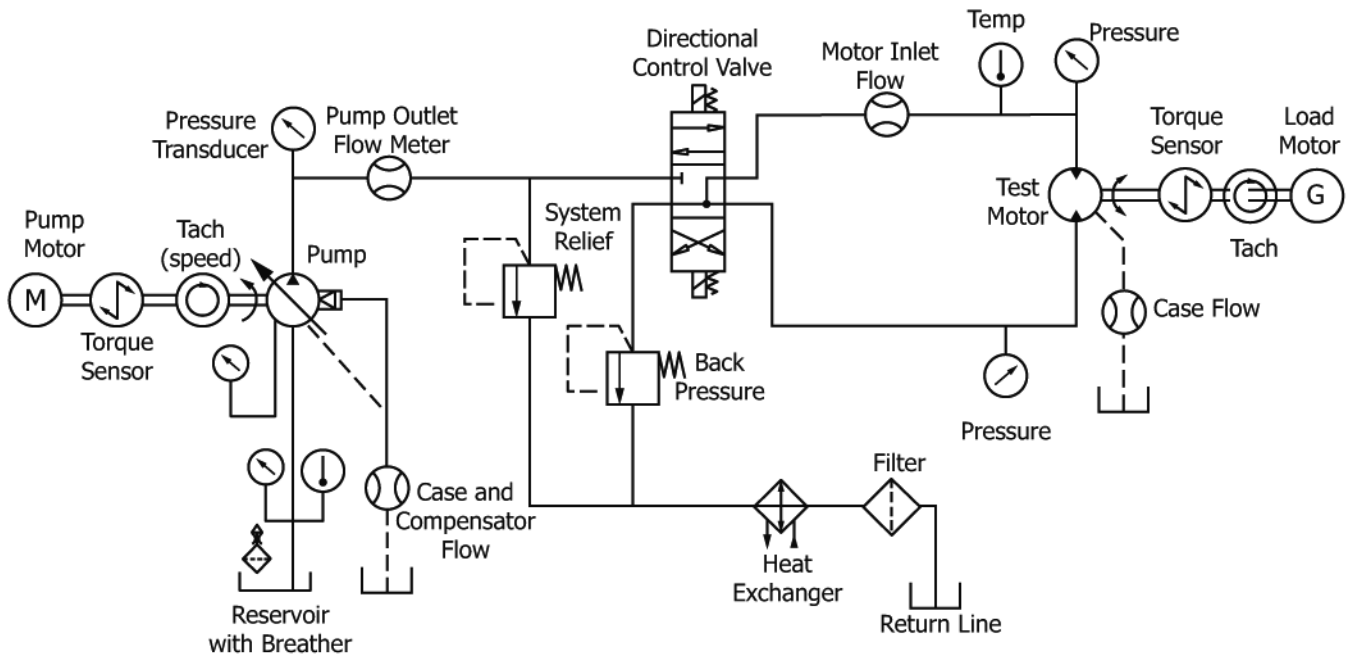 Temp
Directional
Control Valve
Motor Inlet
Flow
Pressure
Pressure
Transducer
Pump Outlet
Flow Meter
Torque
Sensor
Load
Motor
Test
Motor
G
Tach
Pump
Motor
Tach
(speed)
Pump
System
Relief
M
Torque
Sensor
Case Flow
Back
Pressure
Pressure
Filter
Case and
Compensator
Flow
Heat
Exchanger
Reservoir
with Breather
Return Line